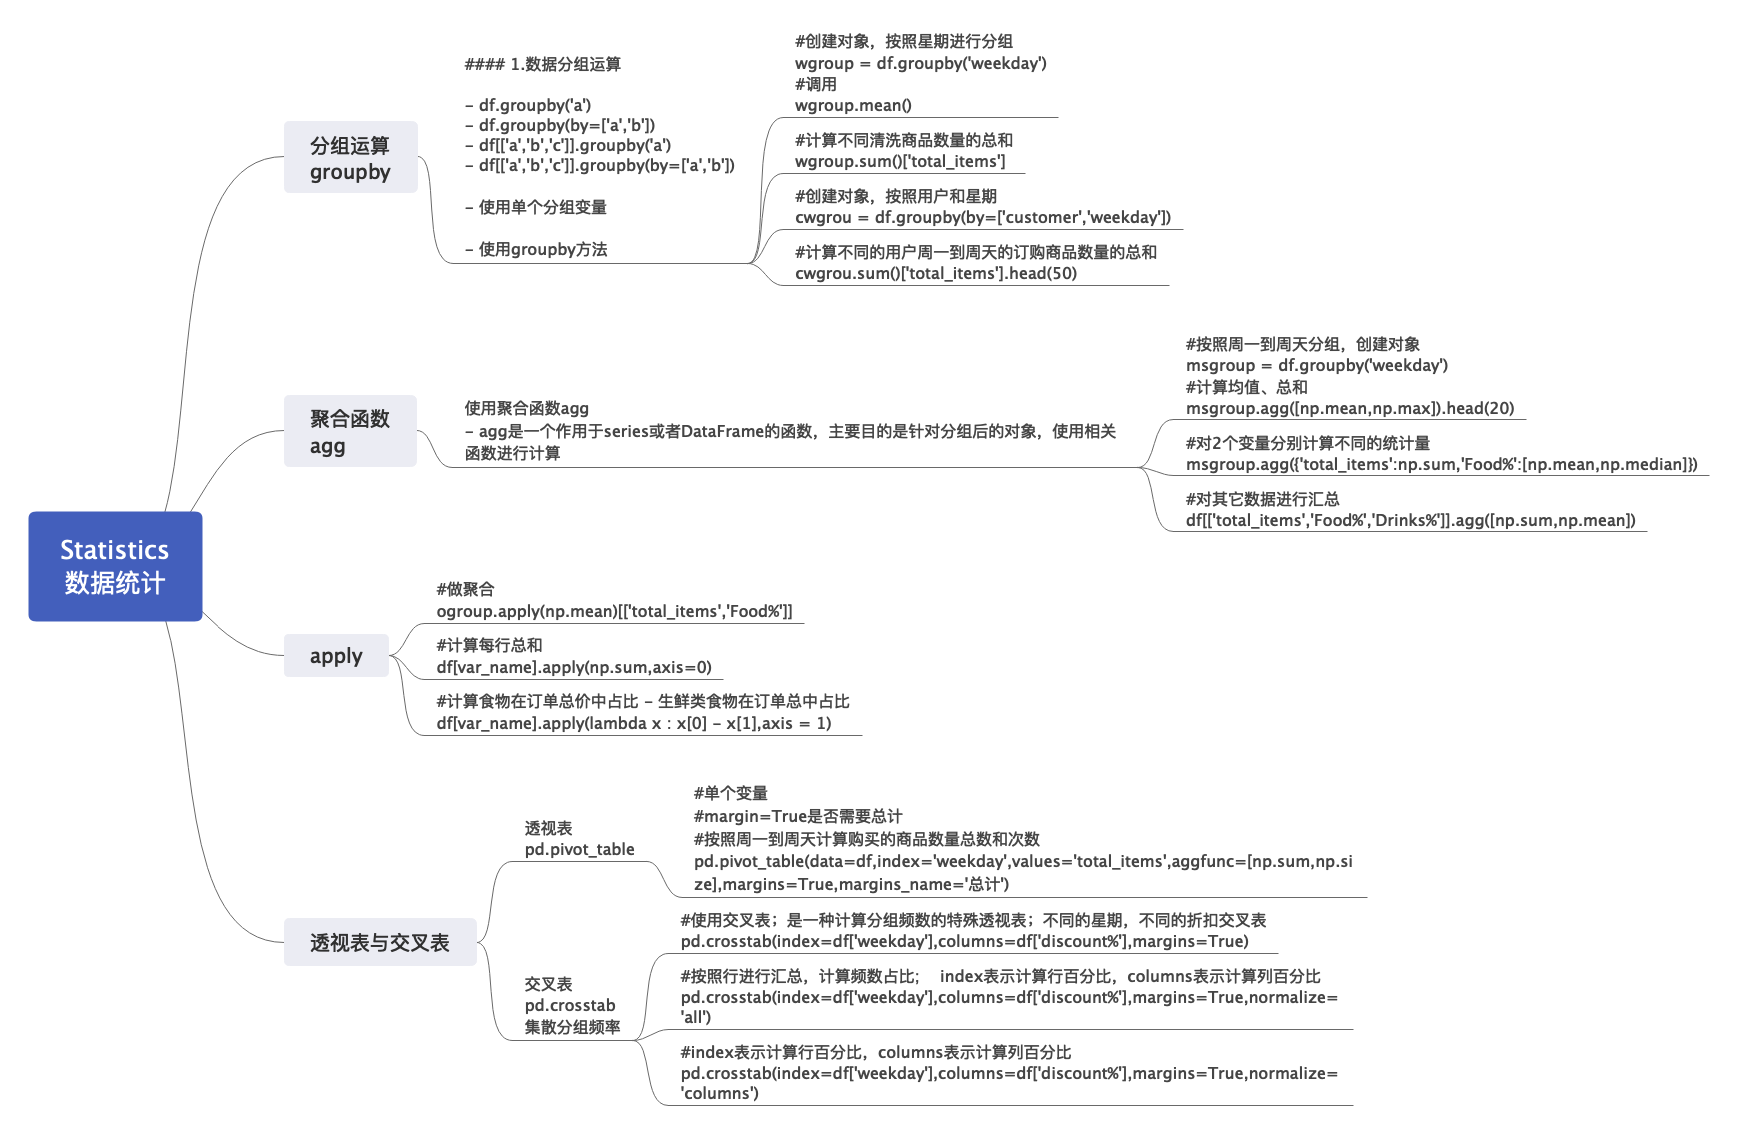 Statistics
数据统计
分组运算
groupby
#### 1.数据分组运算
- df.groupby('a')
- df.groupby(by=['a','b'])
- df[['a','b','c']].groupby('a')
- df[['a','b','c']].groupby(by=['a','b'])
- 使用单个分组变量
- 使用groupby方法
#创建对象，按照星期进行分组
wgroup = df.groupby('weekday')
#调用
wgroup.mean()
#计算不同清洗商品数量的总和
wgroup.sum()['total_items']
#创建对象，按照用户和星期
cwgrou = df.groupby(by=['customer','weekday'])
#计算不同的用户周一到周天的订购商品数量的总和
cwgrou.sum()['total_items'].head(50)
聚合函数
agg
使用聚合函数agg
- agg是一个作用于series或者DataFrame的函数，主要目的是针对分组后的对象，使用相关
函数进行计算
#按照周一到周天分组，创建对象
msgroup = df.groupby('weekday')
#计算均值、总和
msgroup.agg([np.mean,np.max]).head(20)
#对2个变量分别计算不同的统计量
msgroup.agg({'total_items':np.sum,'Food%':[np.mean,np.median]})
#对其它数据进行汇总
df[['total_items','Food%','Drinks%']].agg([np.sum,np.mean])
apply
#做聚合
ogroup.apply(np.mean)[['total_items','Food%']]
#计算每行总和
df[var_name].apply(np.sum,axis=0)
#计算食物在订单总价中占比 - 生鲜类食物在订单总中占比
df[var_name].apply(lambda x : x[0] - x[1],axis = 1)
透视表与交叉表
透视表
pd.pivot_table
#单个变量
#margin=True是否需要总计
#按照周一到周天计算购买的商品数量总数和次数
pd.pivot_table(data=df,index='weekday',values='total_items',aggfunc=[np.sum,np.si
ze],margins=True,margins_name='总计')
交叉表
pd.crosstab
集散分组频率
#使用交叉表；是一种计算分组频数的特殊透视表；不同的星期，不同的折扣交叉表
pd.crosstab(index=df['weekday'],columns=df['discount%'],margins=True)
#按照行进行汇总，计算频数占比； index表示计算行百分比，columns表示计算列百分比
pd.crosstab(index=df['weekday'],columns=df['discount%'],margins=True,normalize=
'all')
#index表示计算行百分比，columns表示计算列百分比
pd.crosstab(index=df['weekday'],columns=df['discount%'],margins=True,normalize=
'columns')